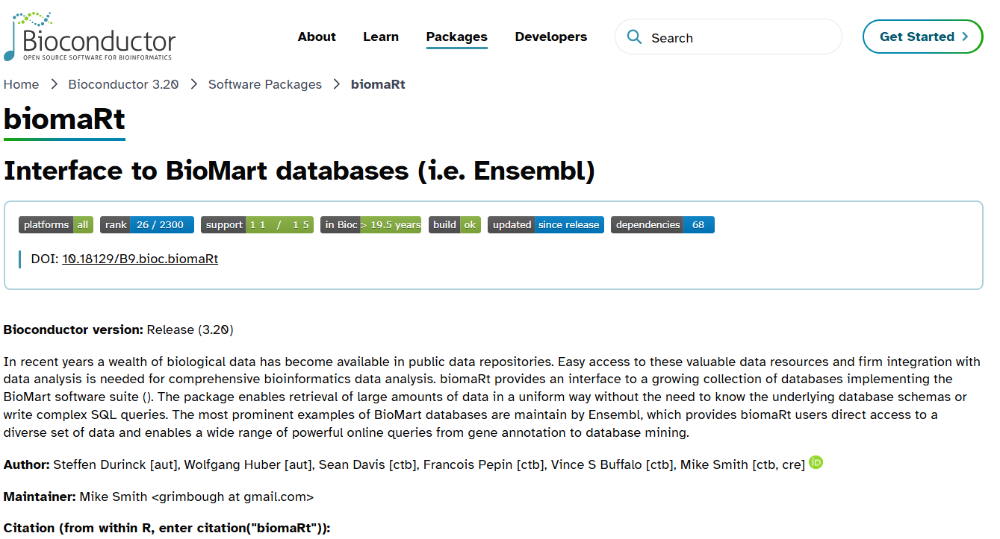 Bioconductor
OPEN SOURCE SOFTWARE FOR BIOINFORMATICS
About Learn Packages Developers Search Get Started
Home Bioconductor 3.20 Software Packages biomaRt
biomaRt
Interface to BioMart databases (i.e. Ensembl)
platforms all rank 26 / 2300 support 11 / 15 in Bioc > 19.5 years build ok updated since release dependencies 68
DOI: 10.18129/B9.bioc.biomaRt
Bioconductor version: Release (3.20)
In recent years a wealth of biological data has become available in public data repositories. Easy access to these valuable data resources and firm integration with
data analysis is needed for comprehensive bioinformatics data analysis. biomaRt provides an interface to a growing collection of databases implementing the
BioMart software suite (). The package enables retrieval of large amounts of data in a uniform way without the need to know the underlying database schemas or
write complex SQL queries. The most prominent examples of BioMart databases are maintain by Ensembl, which provides biomaRt users direct access to a
diverse set of data and enables a wide range of powerful online queries from gene annotation to database mining.
Author: Steffen Durinck [aut], Wolfgang Huber [aut], Sean Davis [ctb], Francois Pepin [ctb], Vince S Buffalo [ctb], Mike Smith [ctb, cre] iD
Maintainer: Mike Smith <grimbough at gmail.com>
Citation (from within R, enter citation("biomaRt")):